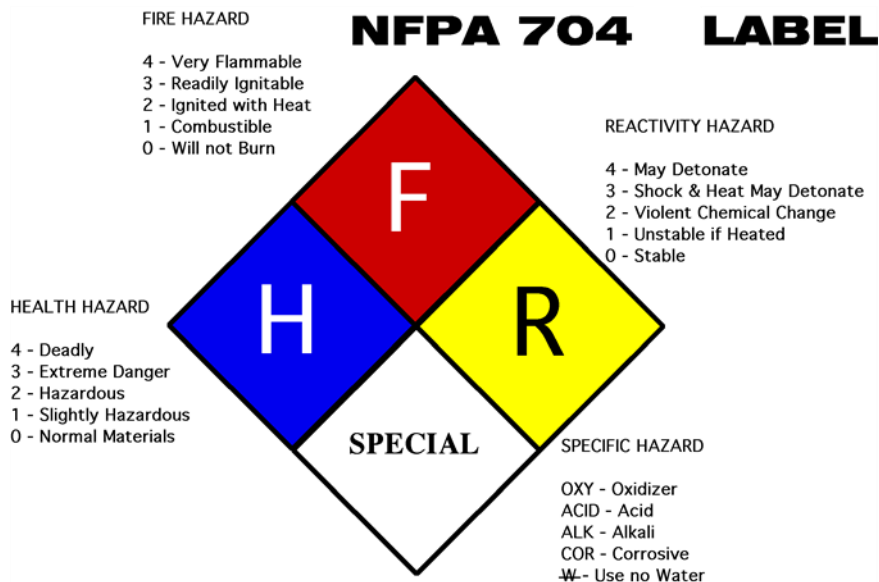 NFPA 704 LABEL
FIRE HAZARD
4 - Very Flammable
3 - Readily Ignitable
2 - Ignited with Heat
1 - Combustible
0 - Will not Burn
F
REACTIVITY HAZARD
4 - May Detonate
3 - Shock & Heat May Detonate
2 - Violent Chemical Change
1 - Unstable if Heated
0 - Stable
R
HEALTH HAZARD
4 - Deadly
3 - Extreme Danger
2 - Hazardous
1 - Slightly Hazardous
0 - Normal Materials
H
SPECIAL
SPECIFIC HAZARD
OXY - Oxidizer
ACID - Acid
ALK - Alkali
COR - Corrosive
W - Use no Water